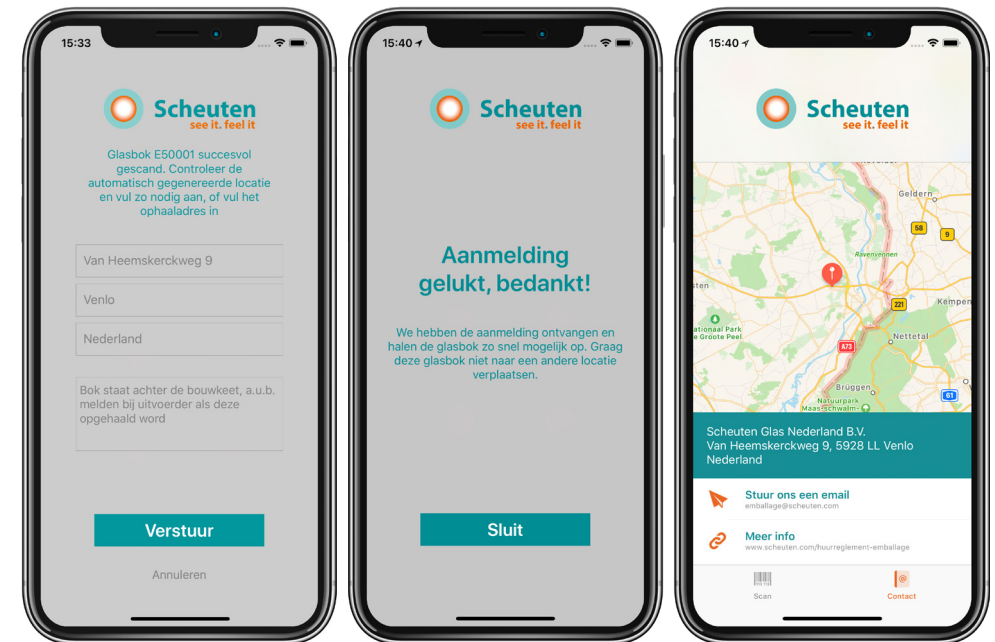 15:33
Scheuten
see it. feel it
Glasbok E50001 succesvol
gescand. Controleer de
automatisch gegenereerde locatie
en vul zo nodig aan, of vul het
ophaaladres in
Van Heemskerckweg 9
Venlo
Nederland
Bok staat achter de bouwkeet, a.u.b.
melden bij uitvoerder als deze
opgehaald word
Verstuur
Annuleren
15:40
Scheuten
see it. feel it
Aanmelding
gelukt, bedankt!
We hebben de aanmelding ontvangen en
halen de glasbok zo snel mogelijk op. Graag
deze glasbok niet naar een andere locatie
verplaatsen.
Sluit
15:40
Scheuten
see it. feel it
Geldern
58
9
Ravenvennen
221
Kempen
ationaal Park
e Groote Peel
Nettetal
A73
Brüggen
Natuurpark
Maas-schwalm-
61
Scheuten Glas Nederland B.V.
Van Heemskerckweg 9, 5928 LL Venlo
Nederland
Stuur ons een email
emballage@scheuten.com
Meer info
www.scheuten.com/huurreglement-emballage
Scan
Contact